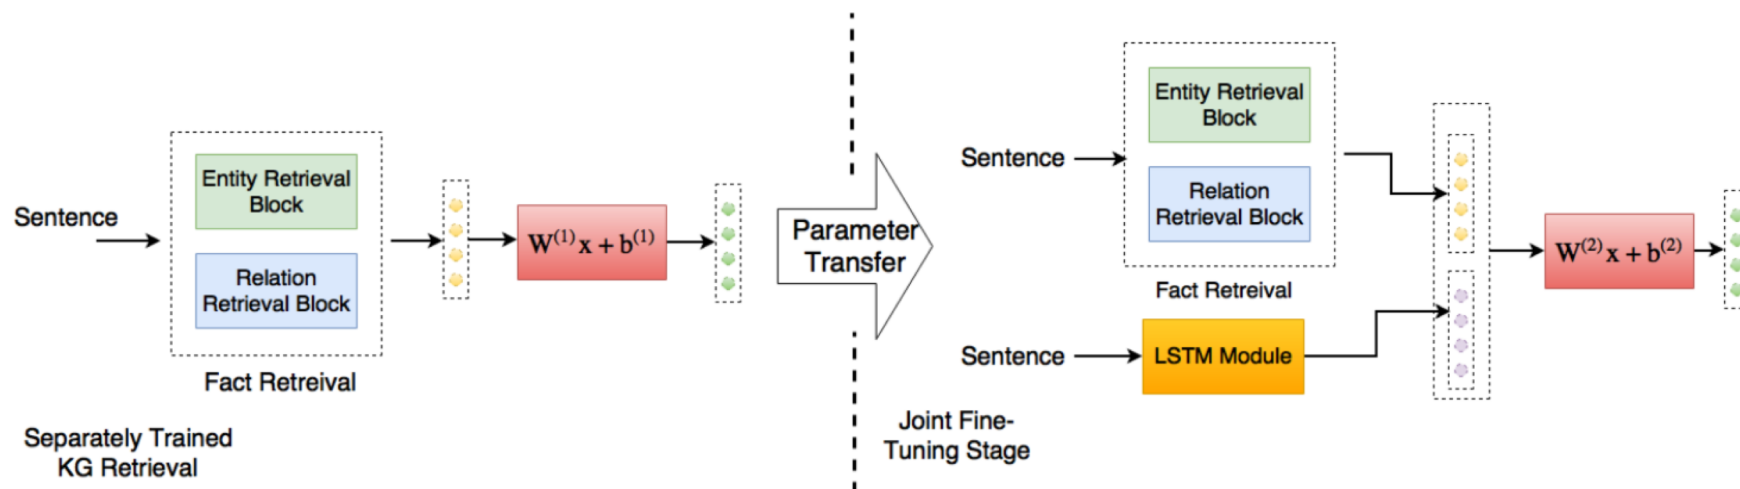 Sentence
Entity Retrieval
Block
Relation
Retrieval Block
Fact Retreival
W(1)x + b(1)
Separately Trained
KG Retrieval
Parameter
Transfer
Sentence
Entity Retrieval
Block
Relation
Retrieval Block
Fact Retreival
Sentence
LSTM Module
W(2)x + b(2)
Joint Fine-
Tuning Stage